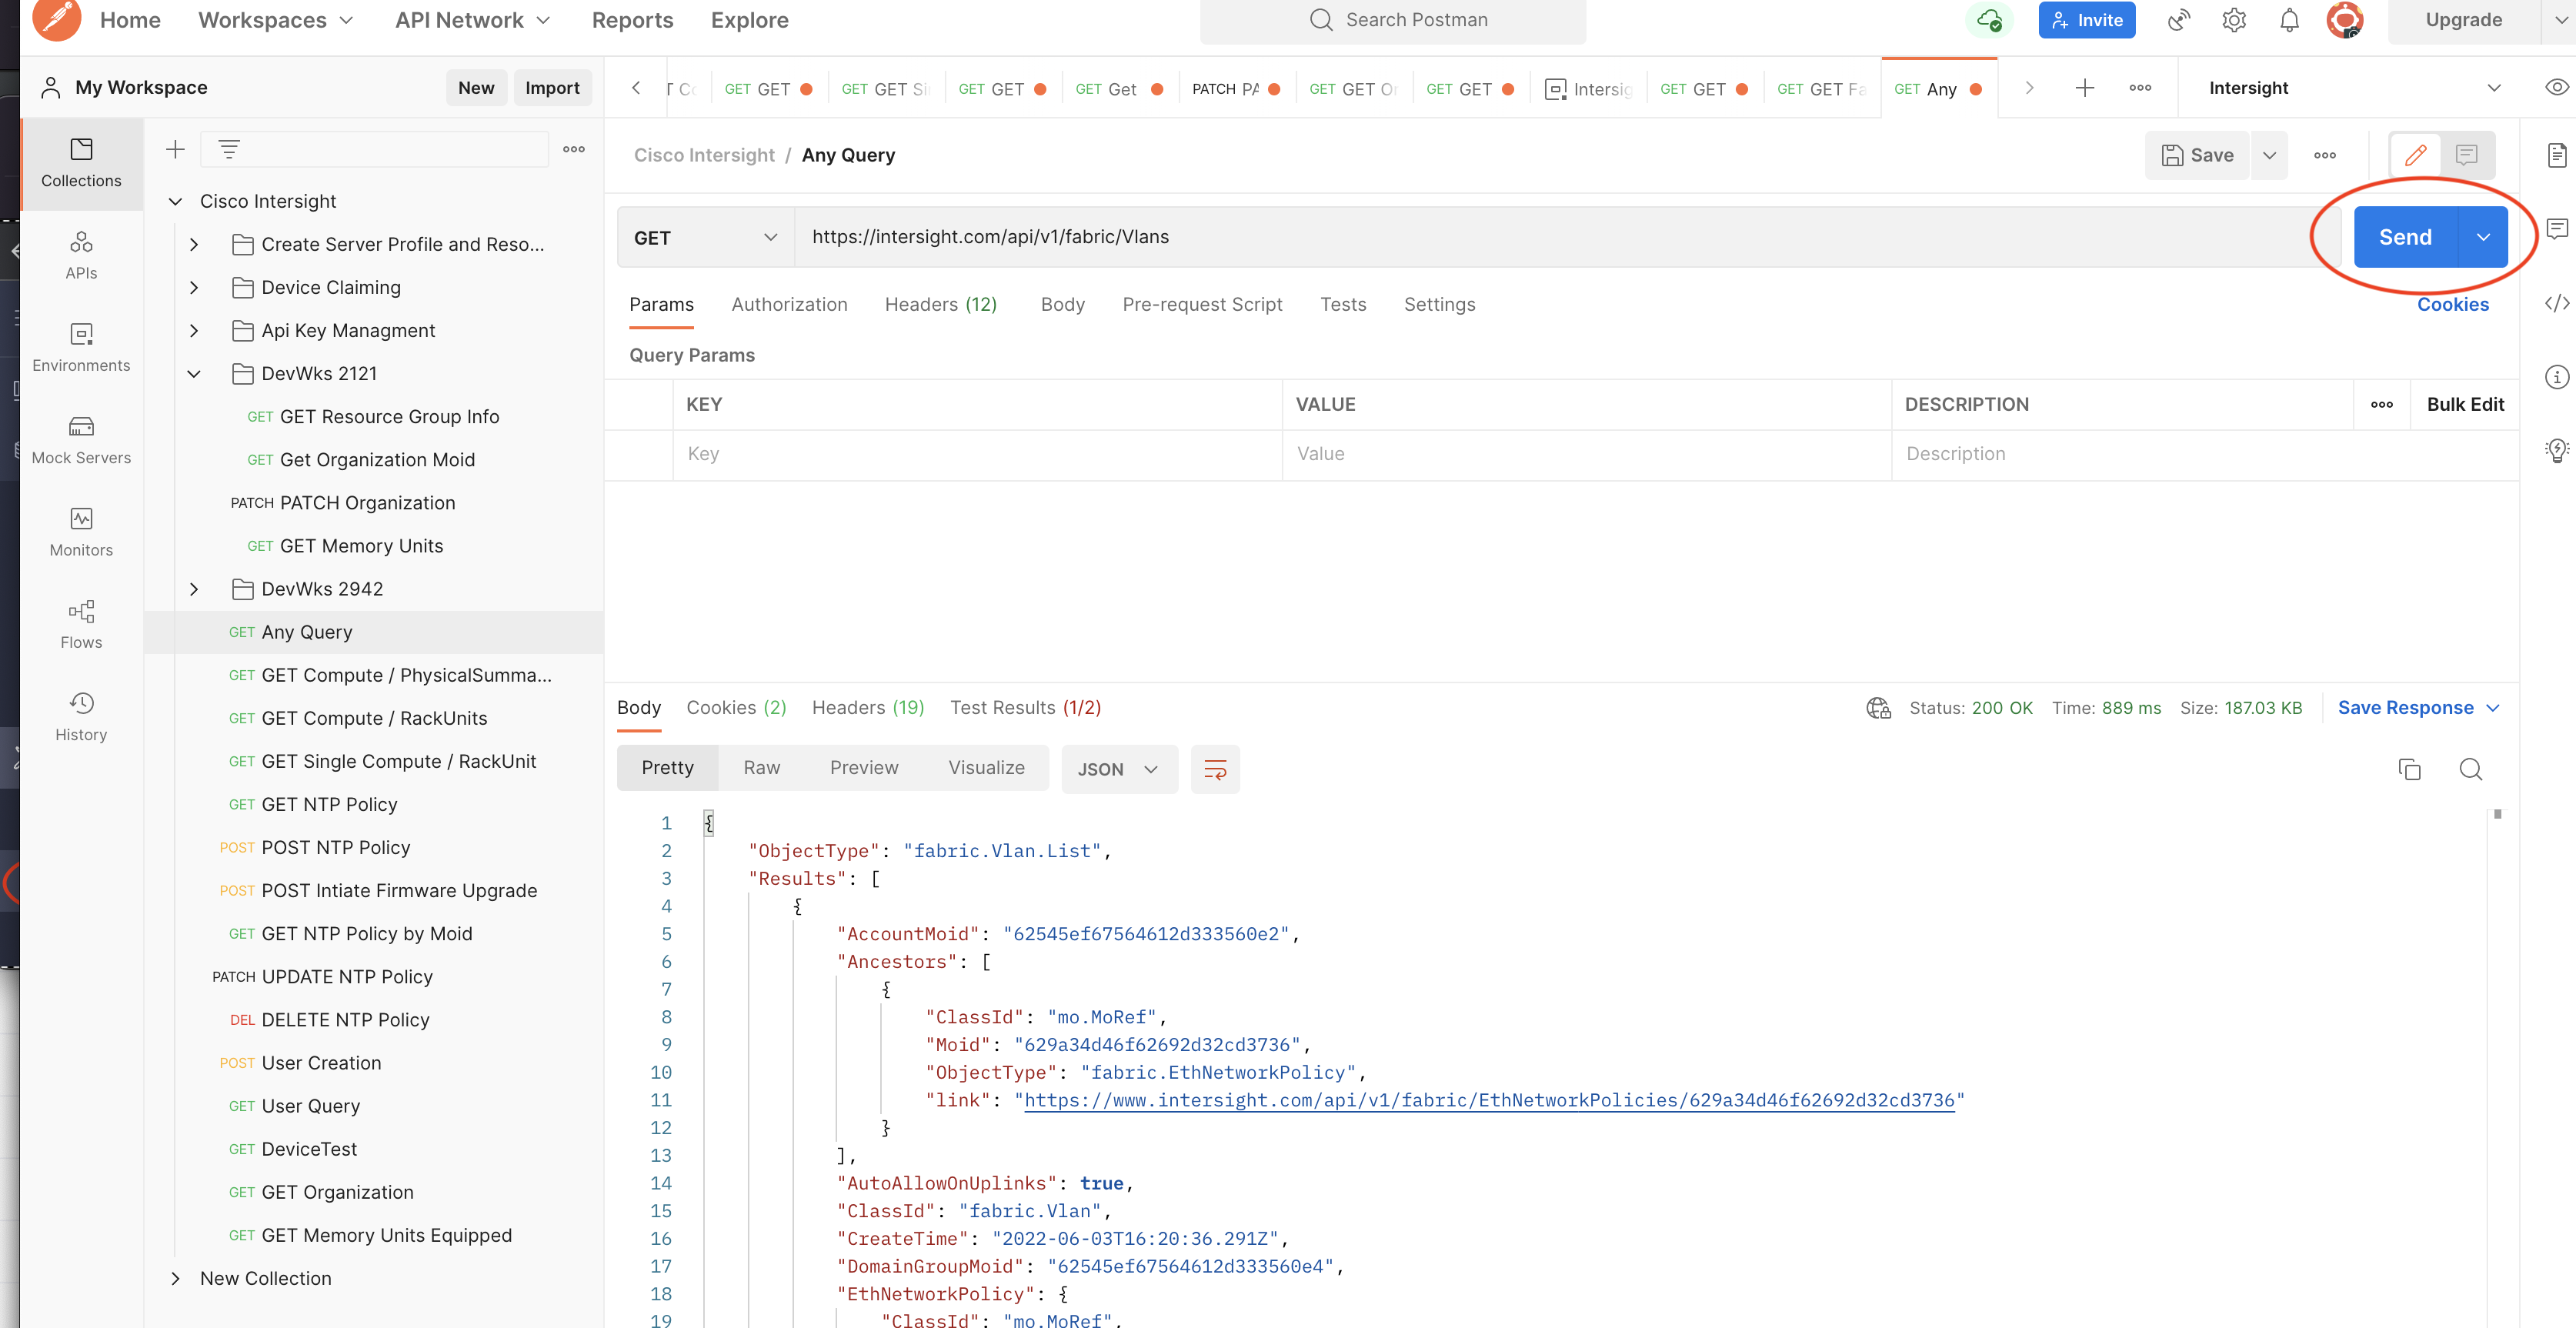 Home Workspaces API Network Reports Explore Search Postman Invite Upgrade
My Workspace New Import
GET GET GET GET Si GET GET GET Get PATCH PA GET GET Or GET GET Intersig GET GET GET GET Fa GET Any Intersight
Collections
APIs
Environments
Mock Servers
Monitors
Flows
History
Cisco Intersight
Create Server Profile and Reso...
Device Claiming
Api Key Managment
DevWks 2121
GET GET Resource Group Info
GET Get Organization Moid
PATCH PATCH Organization
GET GET Memory Units
DevWks 2942
GET Any Query
GET GET Compute / PhysicalSumma...
GET GET Compute / RackUnits
GET GET Single Compute / RackUnit
GET GET NTP Policy
POST POST NTP Policy
POST POST Intiate Firmware Upgrade
GET GET NTP Policy by Moid
PATCH UPDATE NTP Policy
DEL DELETE NTP Policy
POST User Creation
GET User Query
GET DeviceTest
GET GET Organization
GET GET Memory Units Equipped
New Collection
Cisco Intersight / Any Query Save
GET https://intersight.com/api/v1/fabric/Vlans Send
Params Authorization Headers (12) Body Pre-request Script Tests Settings Cookies
Query Params
KEY VALUE DESCRIPTION Bulk Edit
Key Value Description
Body Cookies (2) Headers (19) Test Results (1/2) Status: 200 OK Time: 889 ms Size: 187.03 KB Save Response
Pretty Raw Preview Visualize JSON
1 {
2 "ObjectType": "fabric.Vlan.List",
3 "Results": [
4 {
5 "AccountMoid": "62545ef67564612d333560e2",
6 "Ancestors": [
7 {
8 "ClassId": "mo.MoRef",
9 "Moid": "629a34d46f62692d32cd3736",
10 "ObjectType": "fabric.EthNetworkPolicy",
11 "link": "https://www.intersight.com/api/v1/fabric/EthNetworkPolicies/629a34d46f62692d32cd3736"
12 }
13 ],
14 "AutoAllowOnUplinks": true,
15 "ClassId": "fabric.Vlan",
16 "CreateTime": "2022-06-03T16:20:36.291Z",
17 "DomainGroupMoid": "62545ef67564612d333560e4",
18 "EthNetworkPolicy": {
19 "ClassId": "mo.MoRef",